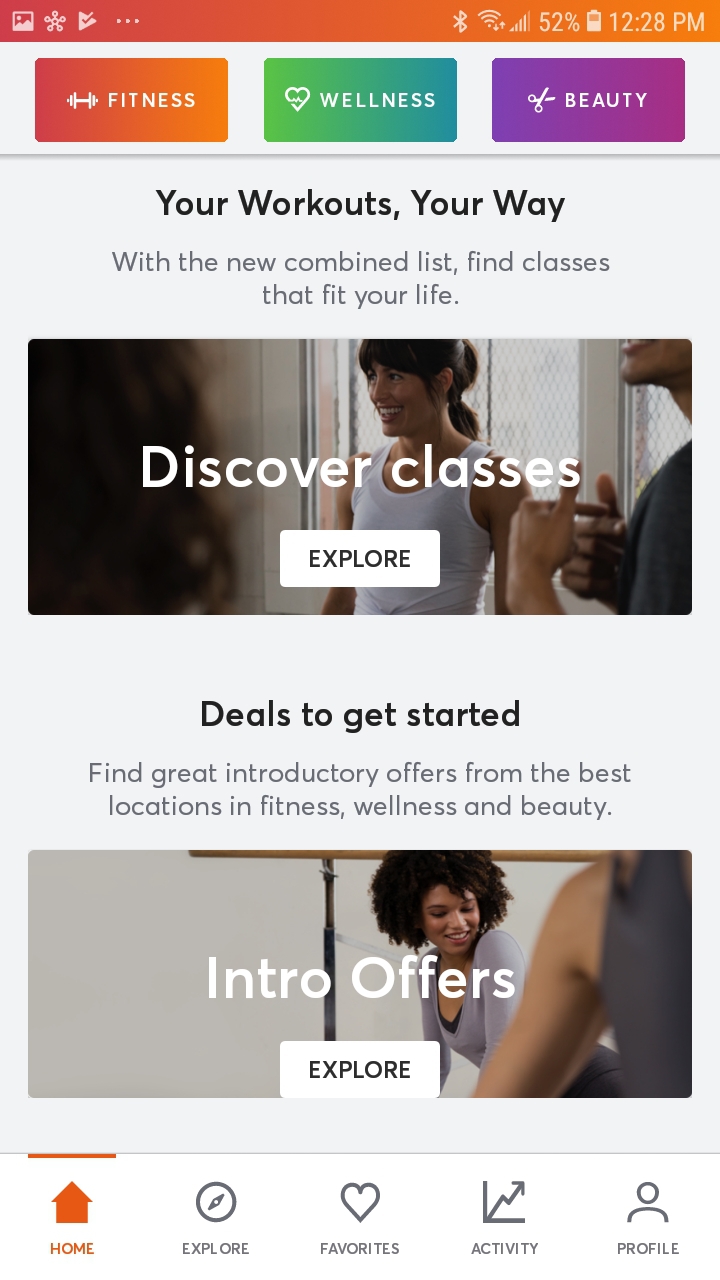 52% 12:28 PM
FITNESS WELLNESS BEAUTY
Your Workouts, Your Way
With the new combined list, find classes
that fit your life.
Discover classes
EXPLORE
Deals to get started
Find great introductory offers from the best
locations in fitness, wellness and beauty.
Intro Offers
EXPLORE
HOME EXPLORE FAVORITES ACTIVITY PROFILE